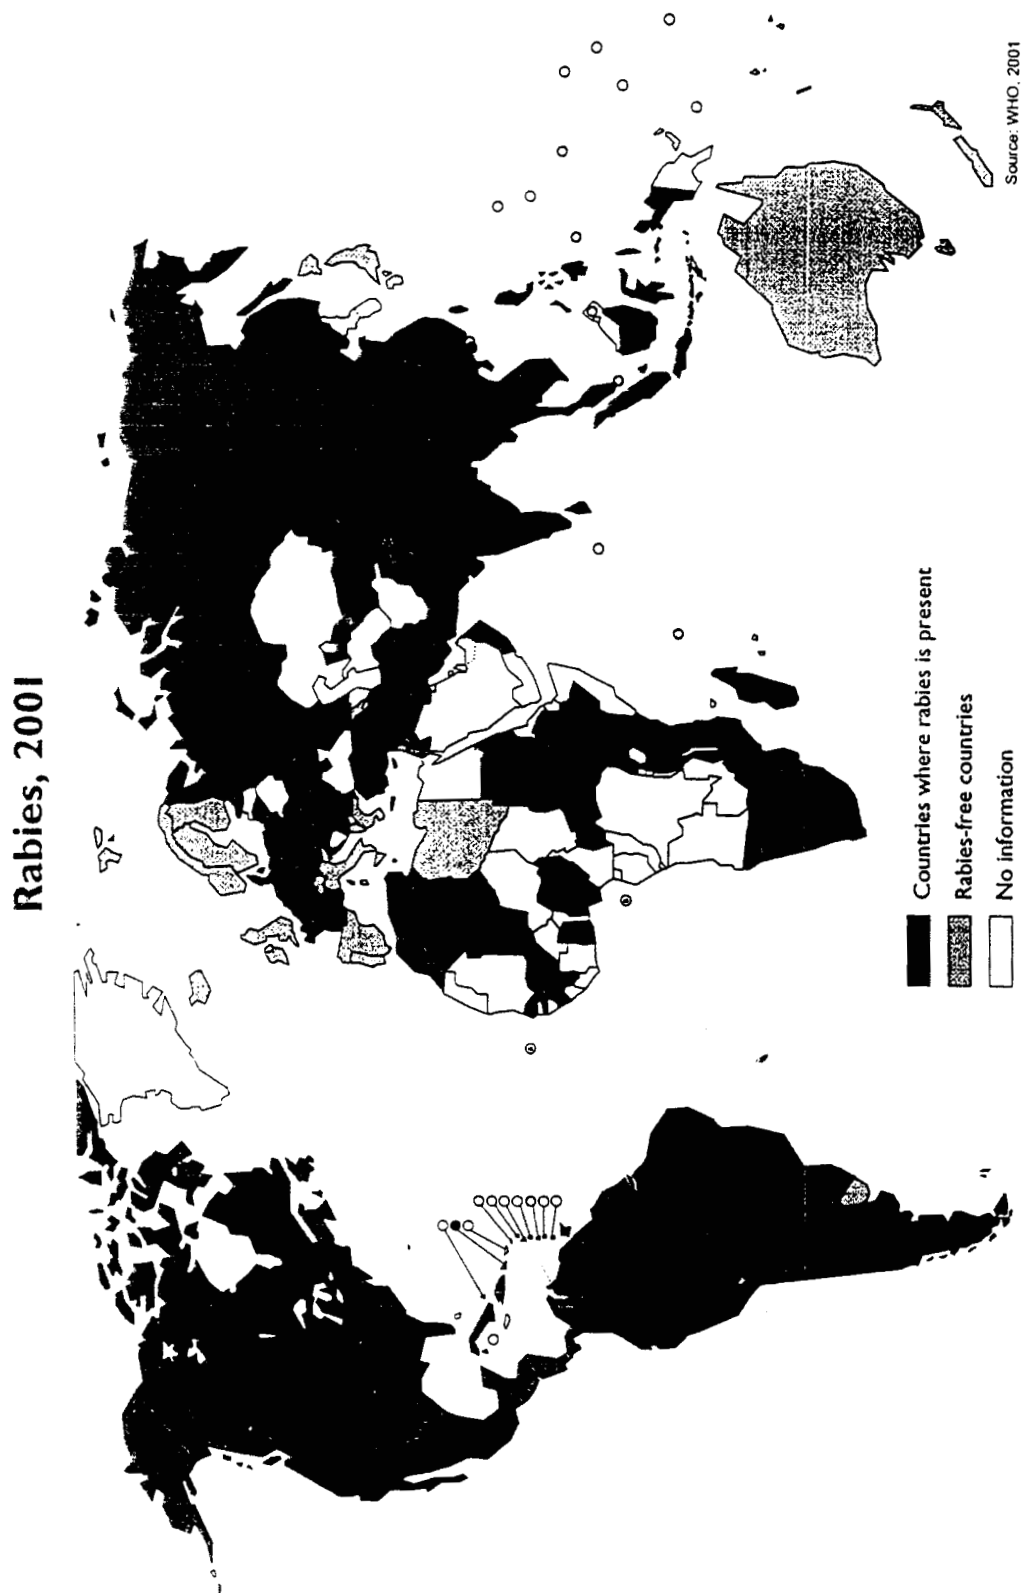 Rabies, 2001
Countries where rabies is present
Rabies-free countries
No information
Source: WHO, 2001